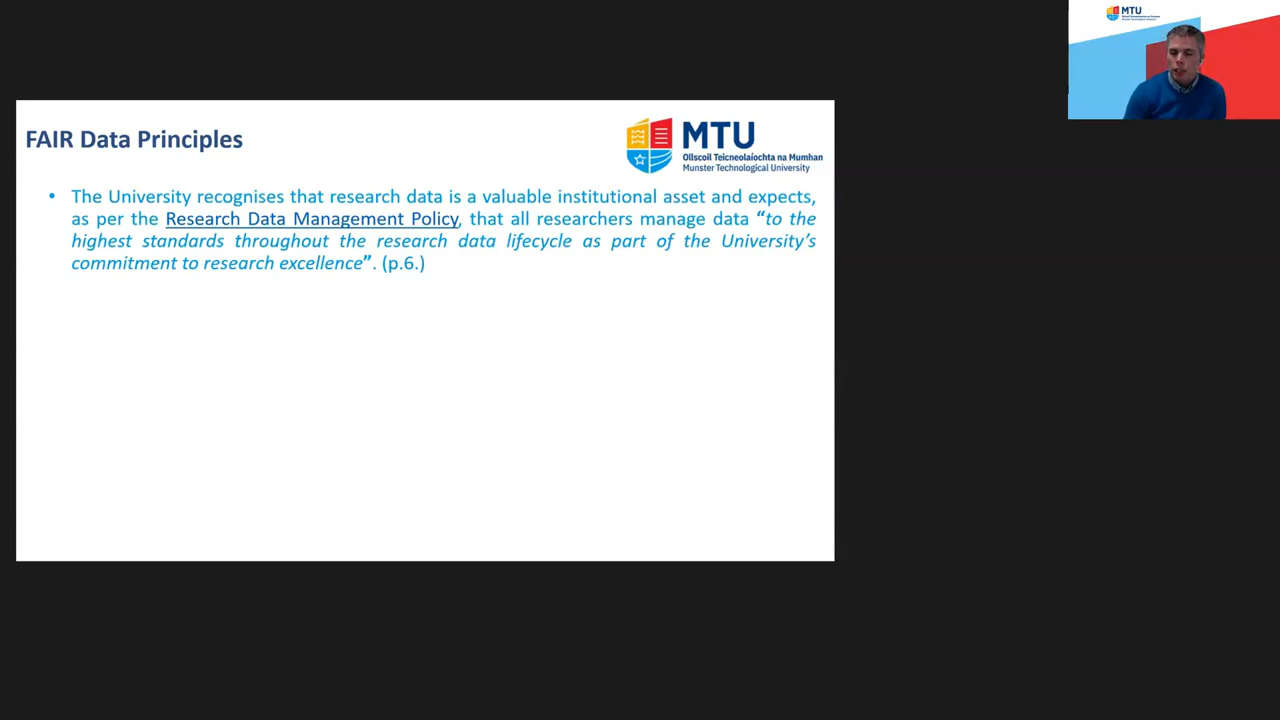 MTU
FAIR Data Principles
MTU
Ollscoil Teicneolaíochta na Mumhan
Munster Technological University
• The University recognises that research data is a valuable institutional asset and expects,
as per the Research Data Management Policy, that all researchers manage data “to the
highest standards throughout the research data lifecycle as part of the University’s
commitment to research excellence”. (p.6.)